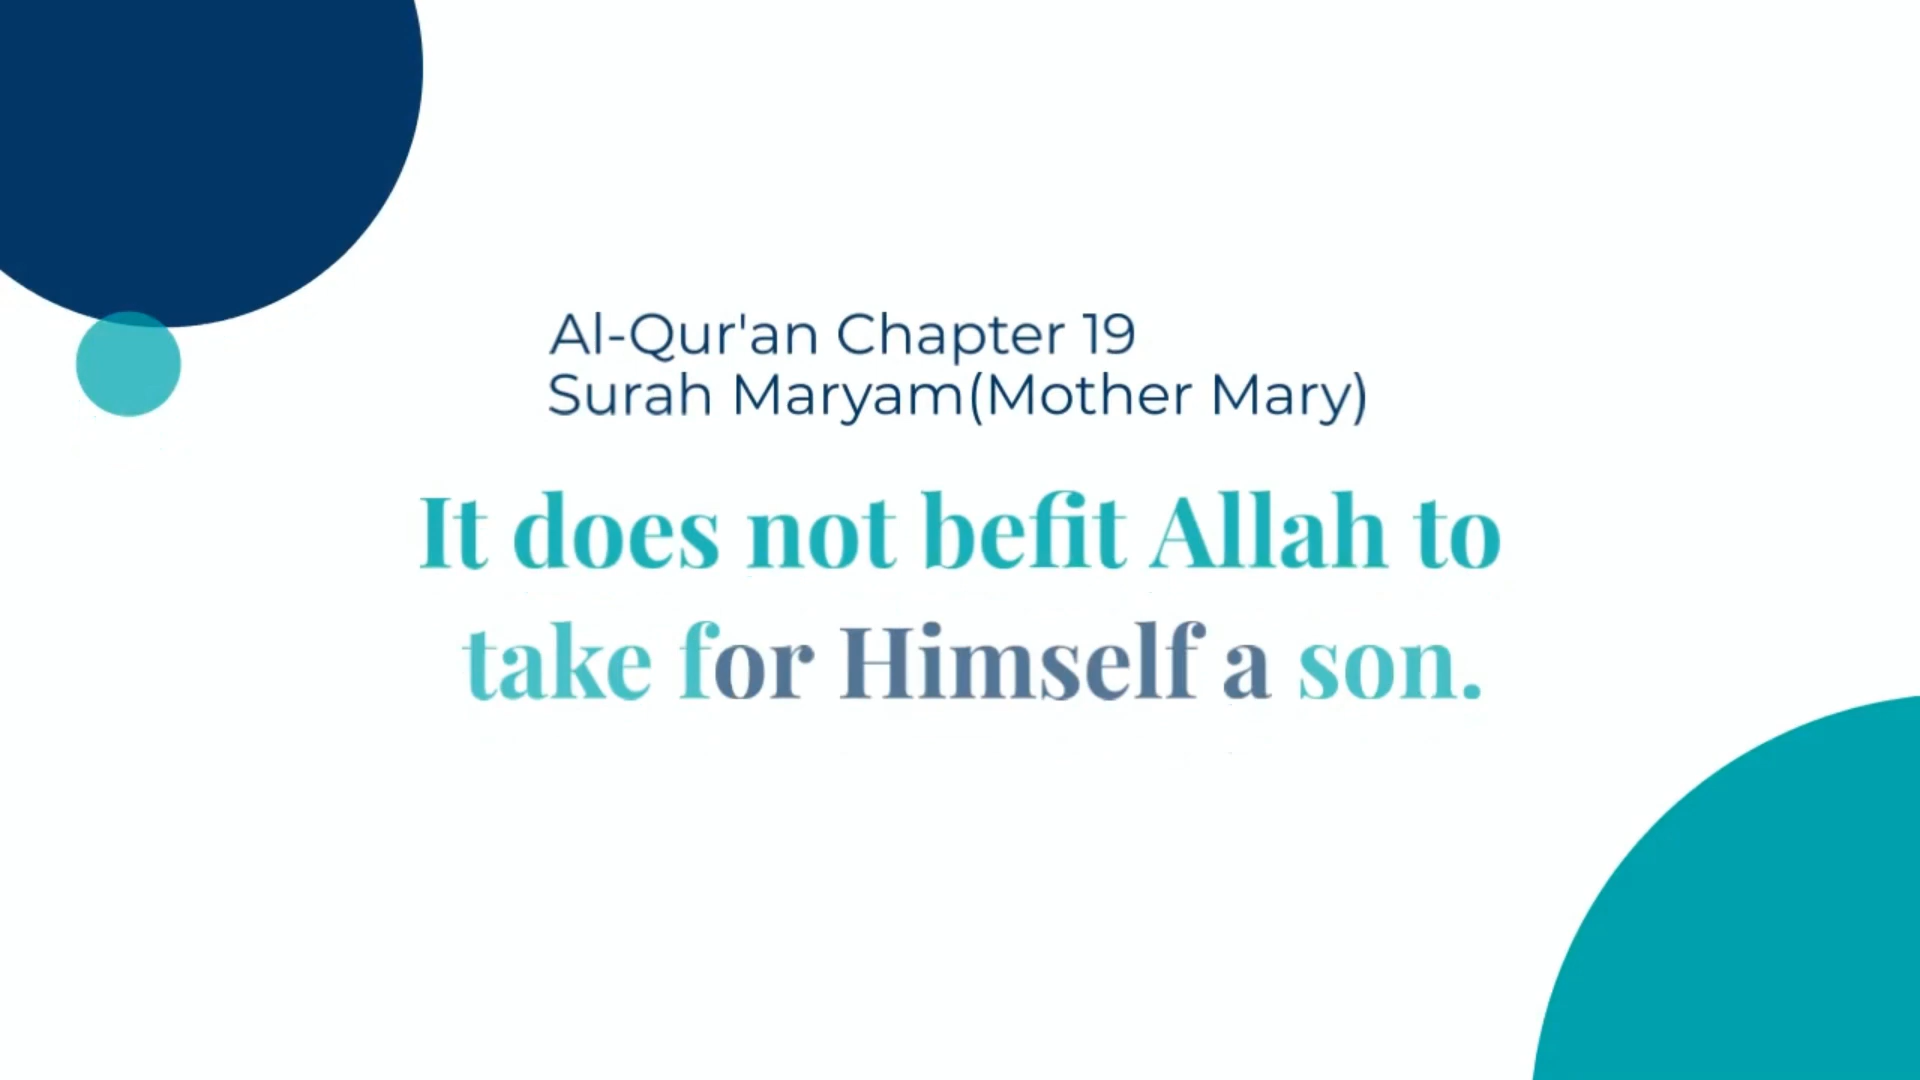 Al-Qur'an Chapter 19
Surah Maryam(Mother Mary)
It does not befit Allah to
take for Himself a son.